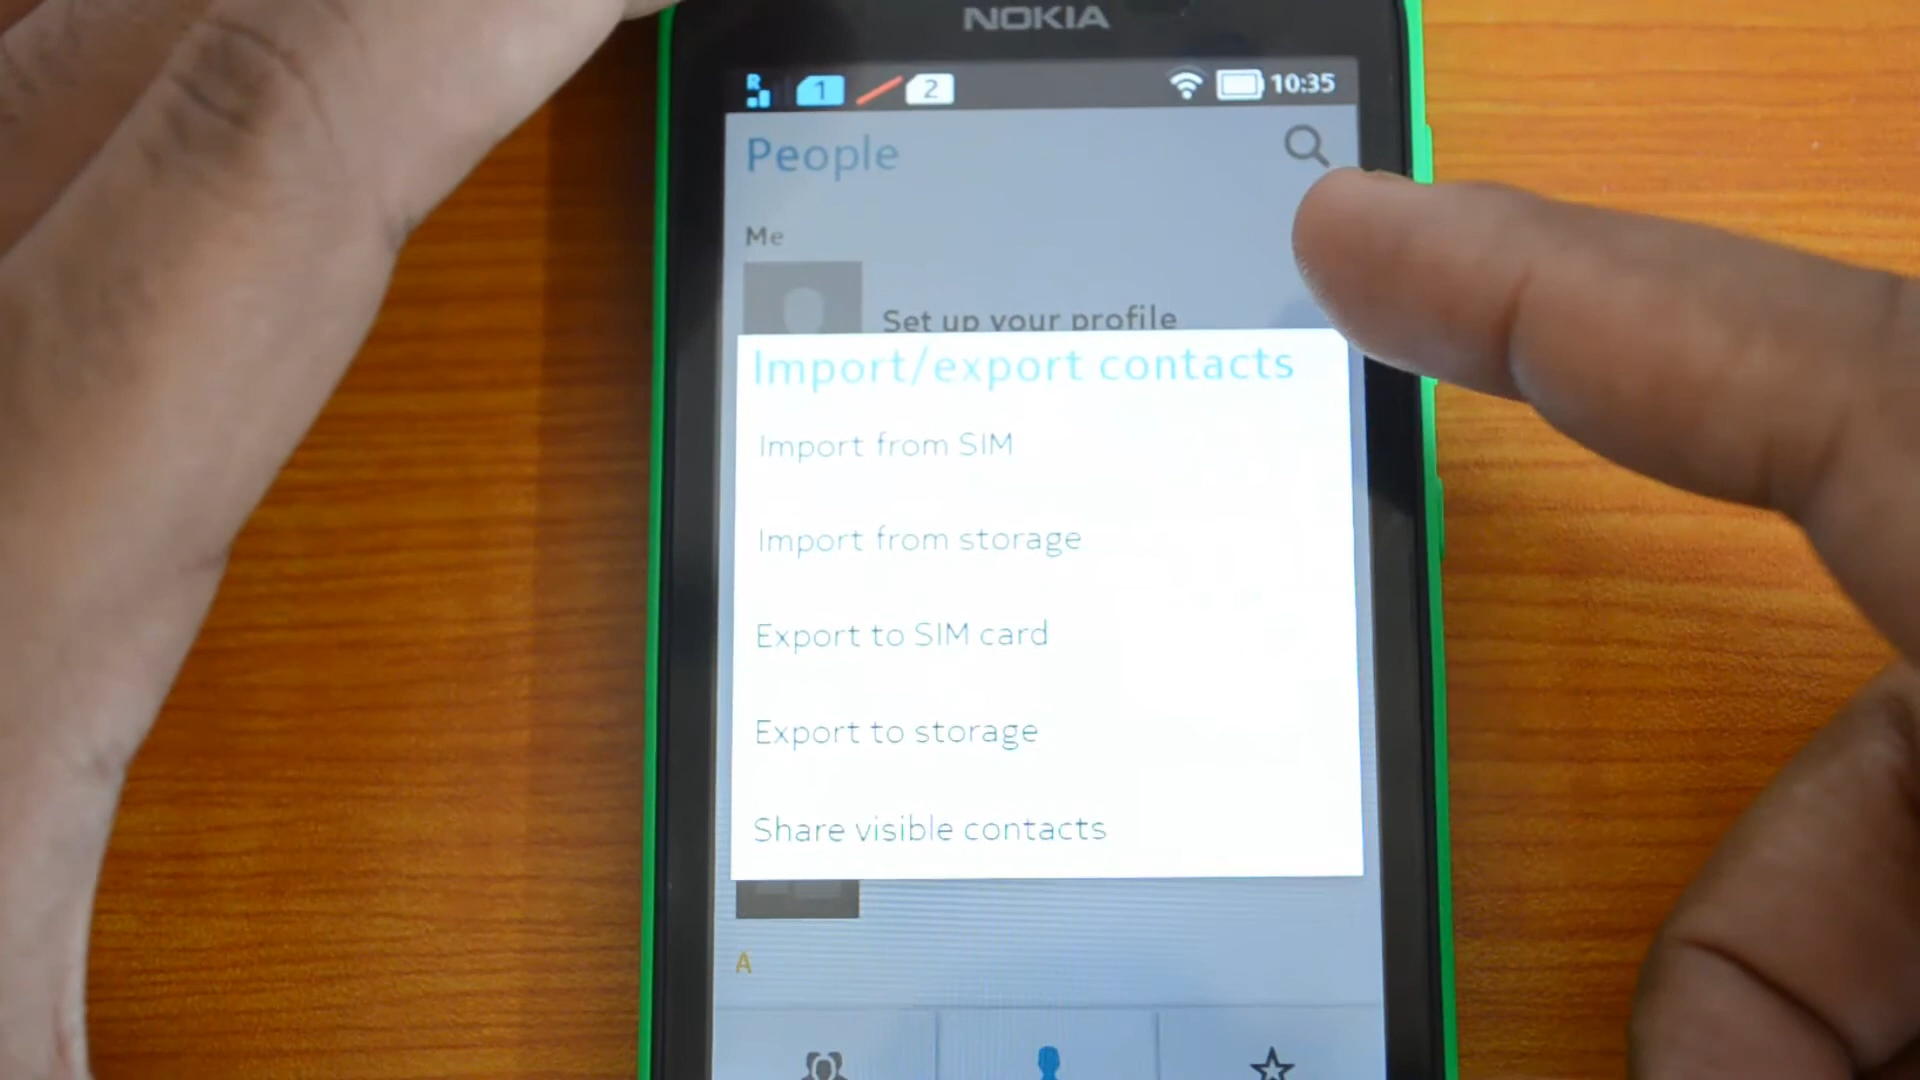 NOKIA
R 1 2 10:35
People
Me
Set up your profile
Import/export contacts
Import from SIM
Import from storage
Export to SIM card
Export to storage
Share visible contacts
A